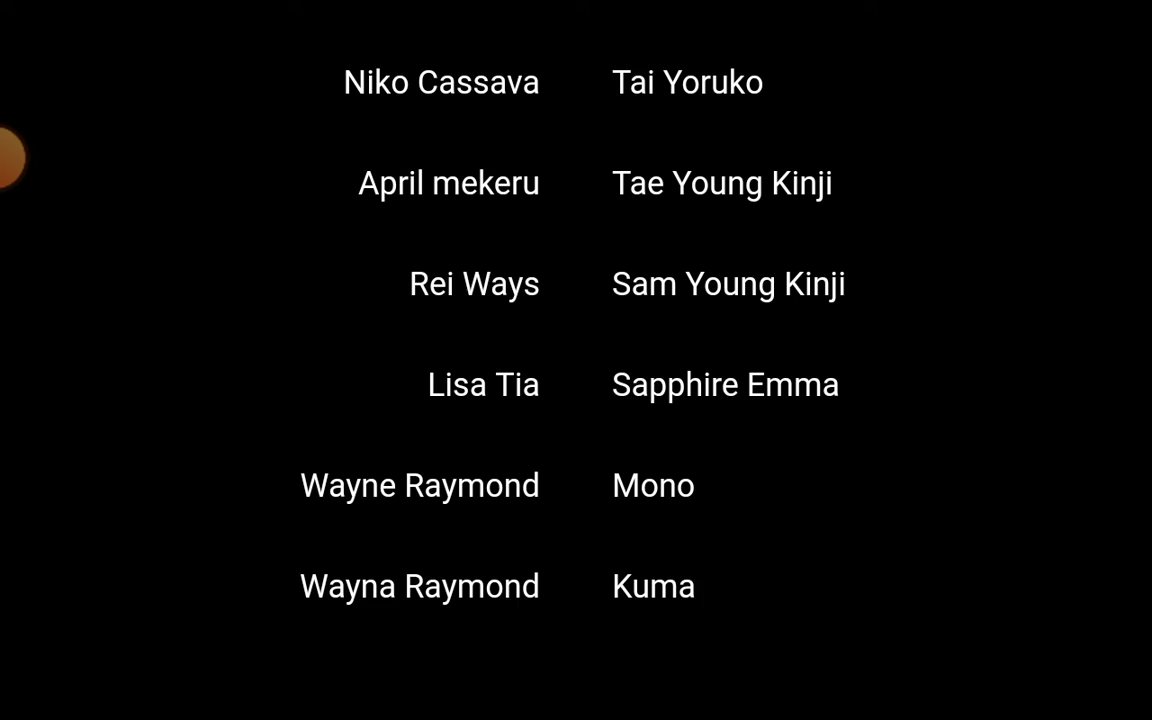 Niko Cassava Tai Yoruko
April mekeru Tae Young Kinji
Rei Ways Sam Young Kinji
Lisa Tia Sapphire Emma
Wayne Raymond Mono
Wayna Raymond Kuma